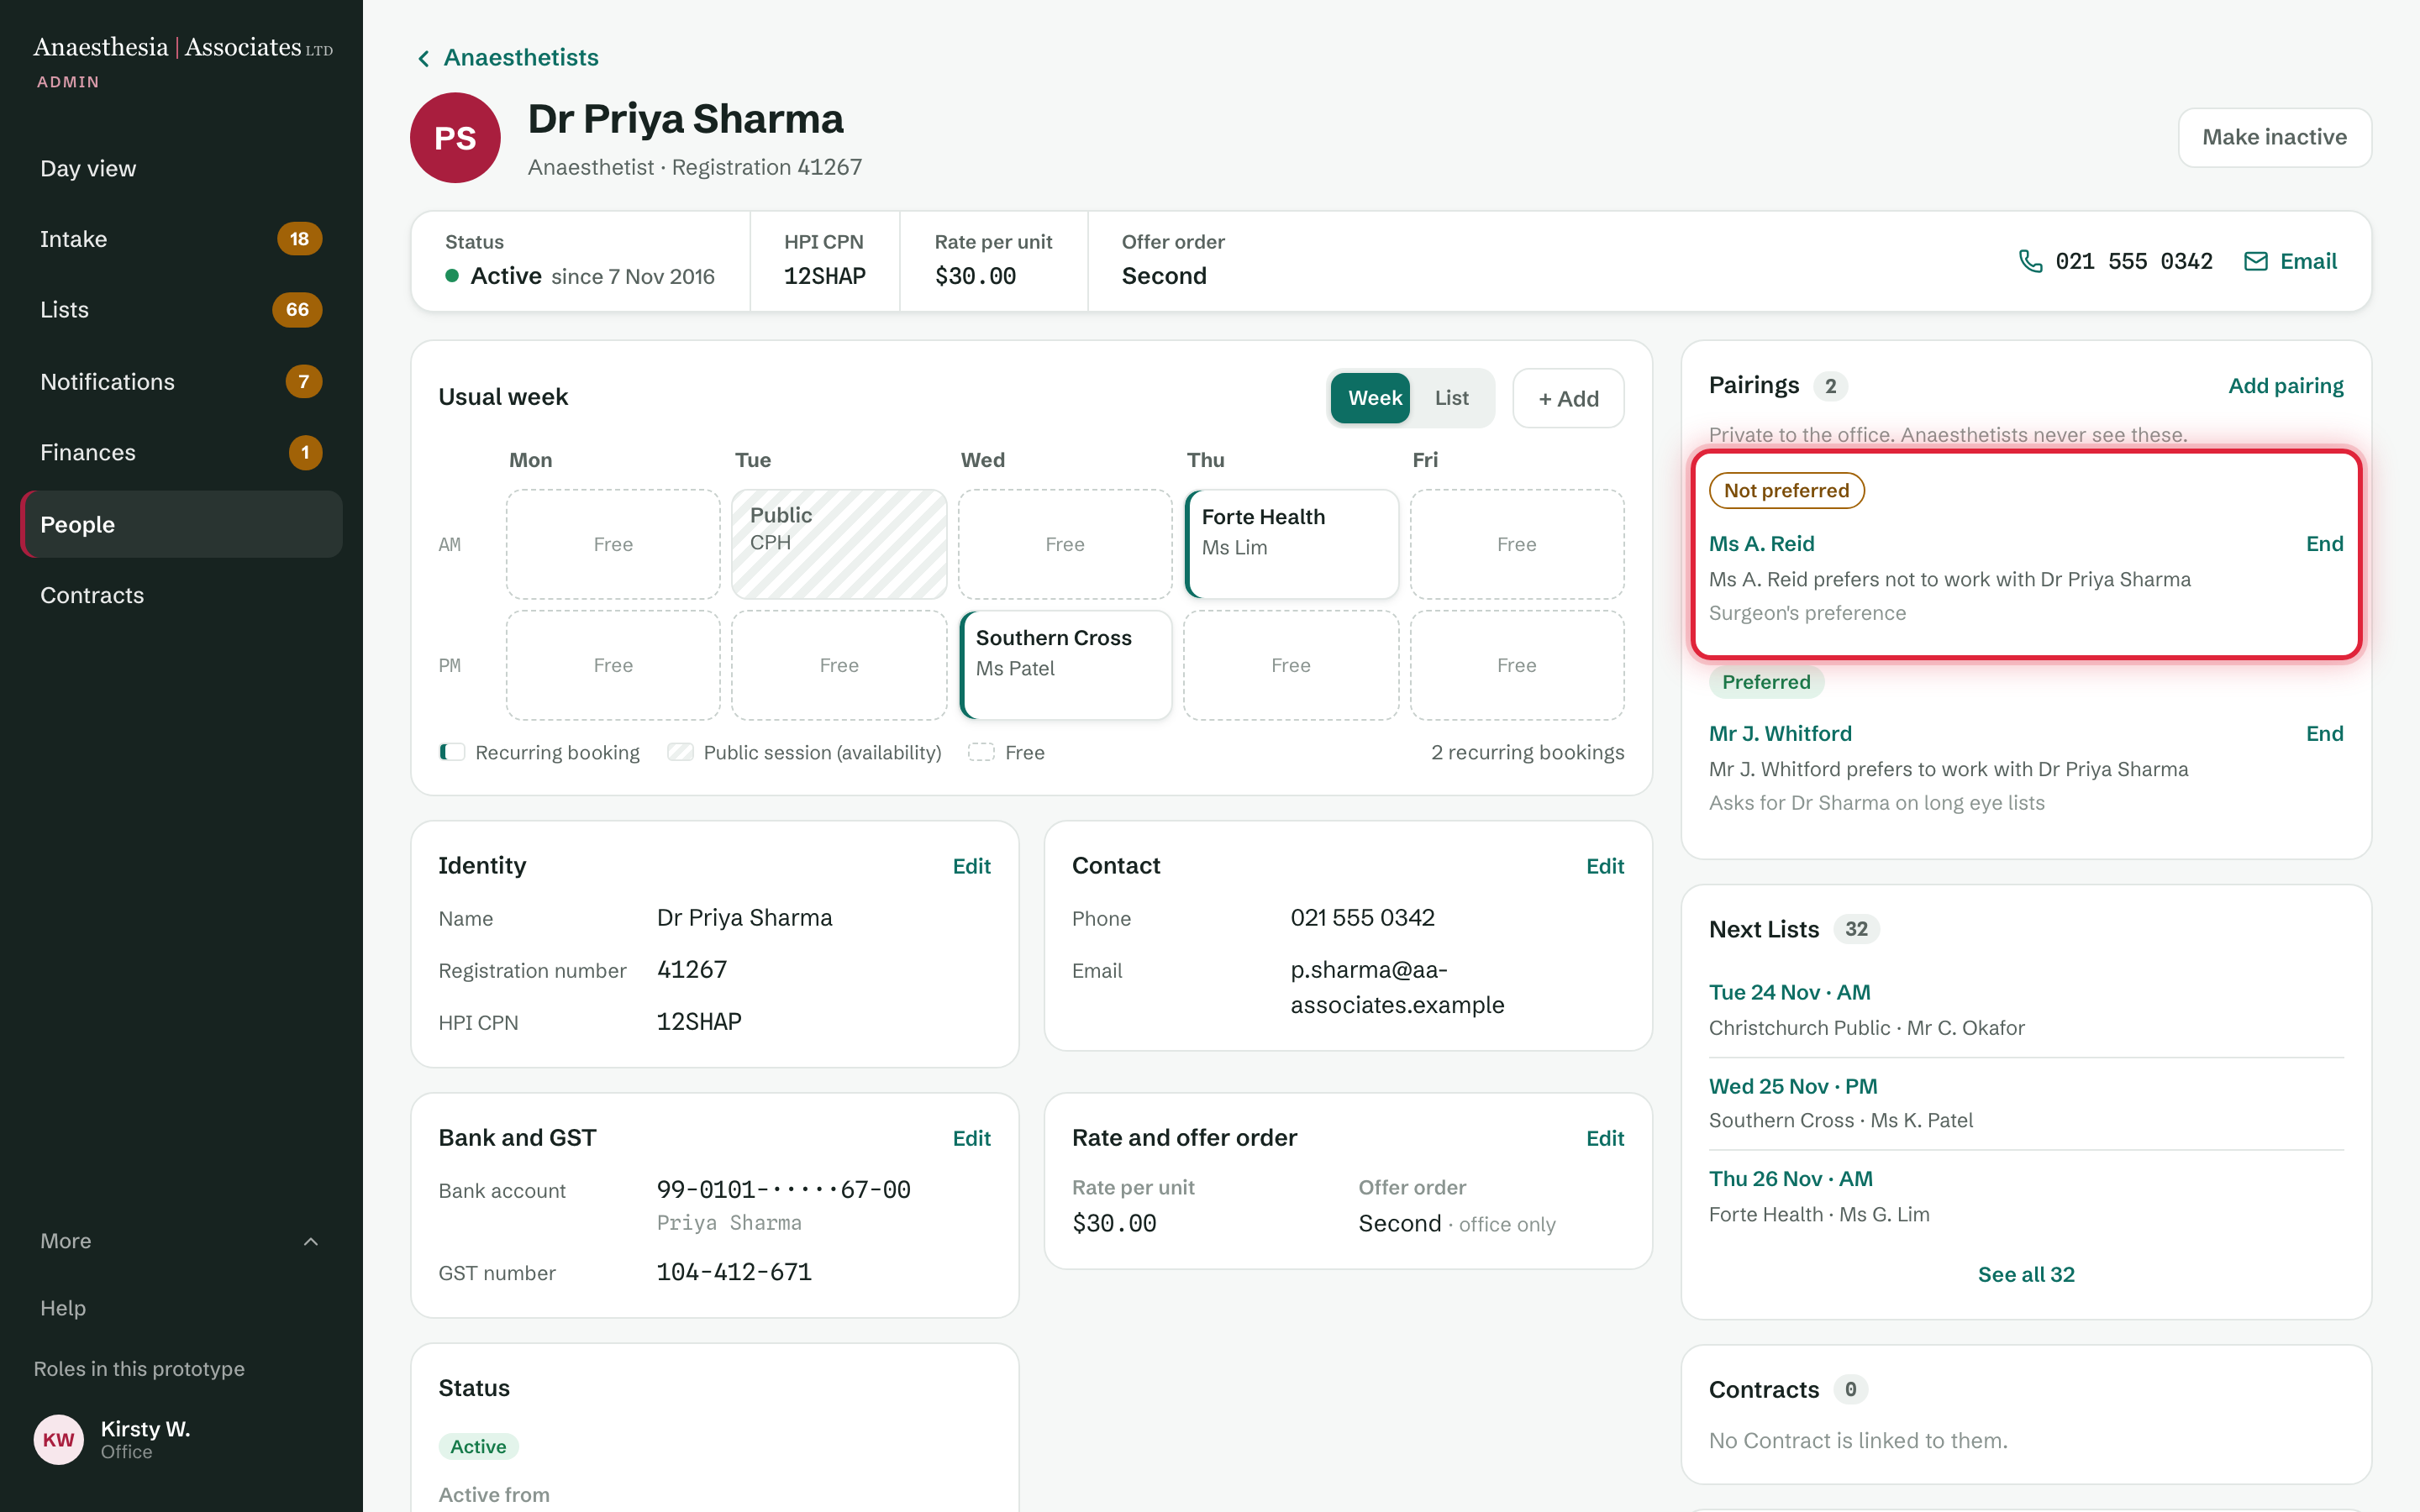 Anaesthesia | Associates LTD
ADMIN
Day view
Intake 18
Lists 66
Notifications 7
Finances 1
People
Contracts
More
Help
Roles in this prototype
KW
Kirsty W.
Office
Anaesthetists
PS
Dr Priya Sharma
Anaesthetist · Registration 41267
Make inactive
Status
Active since 7 Nov 2016
HPI CPN
12SHAP
Rate per unit
$30.00
Offer order
Second
021 555 0342
Email
Usual week
Week List
+ Add
Mon Tue Wed Thu Fri
AM
Free
Public
CPH
Free
Forte Health
Ms Lim
Free
PM
Free
Free
Southern Cross
Ms Patel
Free
Free
Recurring booking Public session (availability) Free
2 recurring bookings
Identity Edit
Name Dr Priya Sharma
Registration number 41267
HPI CPN 12SHAP
Contact Edit
Phone 021 555 0342
Email p.sharma@aa-
associates.example
Bank and GST Edit
Bank account 99-0101-·····67-00
Priya Sharma
GST number 104-412-671
Rate and offer order Edit
Rate per unit Offer order
$30.00 Second · office only
Status
Active
Active from
Pairings 2 Add pairing
Private to the office. Anaesthetists never see these.
Not preferred
Ms A. Reid End
Ms A. Reid prefers not to work with Dr Priya Sharma
Surgeon's preference
Preferred
Mr J. Whitford End
Mr J. Whitford prefers to work with Dr Priya Sharma
Asks for Dr Sharma on long eye lists
Next Lists 32
Tue 24 Nov · AM
Christchurch Public · Mr C. Okafor
Wed 25 Nov · PM
Southern Cross · Ms K. Patel
Thu 26 Nov · AM
Forte Health · Ms G. Lim
See all 32
Contracts 0
No Contract is linked to them.